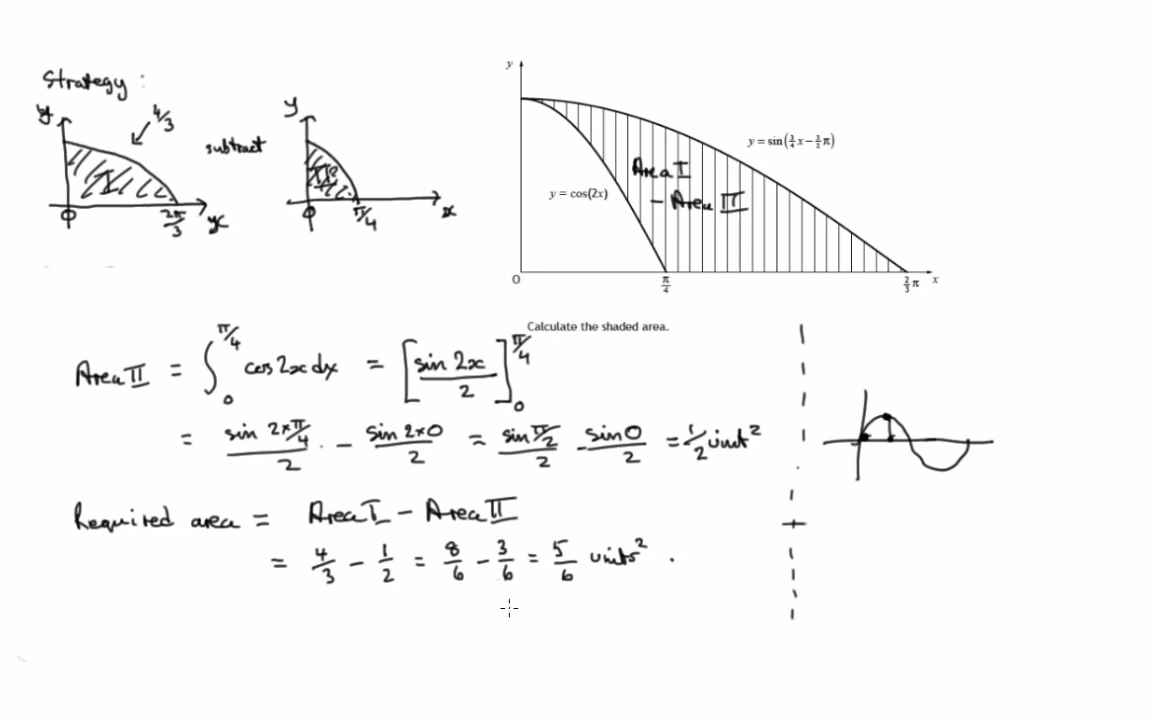 Strategy :
y
4/3
I
0
2π/3
x
subtract
y
II
0
π/4
x
y
y = sin(3/4 x − 3/2 π)
y = cos(2x)
Area I
− Area II
O
π/4
2/3 π
x
Calculate the shaded area.
Area II = ∫₀^π/4 cos 2x dx = [sin 2x / 2]₀^π/4
= sin 2×π/4 / 2 − sin 2×0 / 2 = sin π/2 / 2 − sin 0 / 2 = 1/2 unit²
Required area = Area I − Area II
= 4/3 − 1/2 = 8/6 − 3/6 = 5/6 units² .